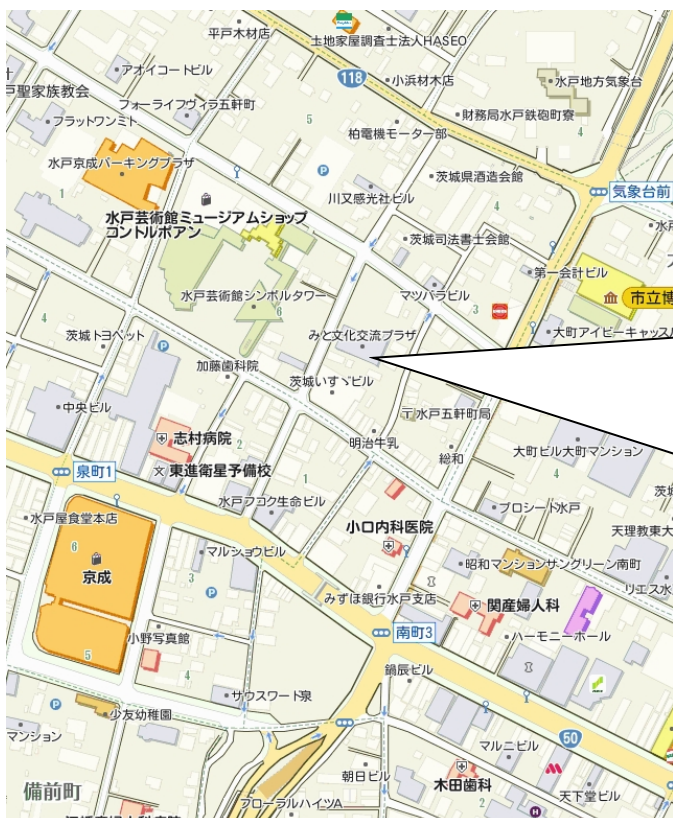 平戸木材店
土地家屋調査士法人HASEO
アオイコートビル
118
小浜材木店
水戸地方気象台
戸聖家族教会
フォーライフヴィラ五軒町
財務局水戸鉄砲町寮
フラットワンミト
5
4
柏電機モーター部
水戸京成パーキングプラザ
茨城県酒造会館
気象台前
1
川又感光社ビル
4
水戸芸術館ミュージアムショップ
コントルポアン
茨城司法書士会館
第一会計ビル
水戸芸術館シンボルタワー
マツバラビル
市立博
4
6
3
茨城トヨペット
みと文化交流プラザ
大町アイビーキャッスル
加藤歯科院
茨城いすゞビル
中央ビル
水戸五軒町局
志村病院
2
明治牛乳
大町ビル大町マンション
泉町1
東進衛星予備校
1
総和
4
水戸フコク生命ビル
ブロシード水戸
茨城
水戸屋食堂本店
小口内科医院
天理教東大
6
マルショウビル
京成
3
昭和マンションサングリーン南町
みずほ銀行水戸支店
関産婦人科
リエス水
小野写真館
南町3
ハーモニーホール
5
4
鍋辰ビル
サウスワート泉
少友幼稚園
50
マンション
マルニビル
朝日ビル
木田歯科
備前町
2
天下堂ビル
フローラルハイツA